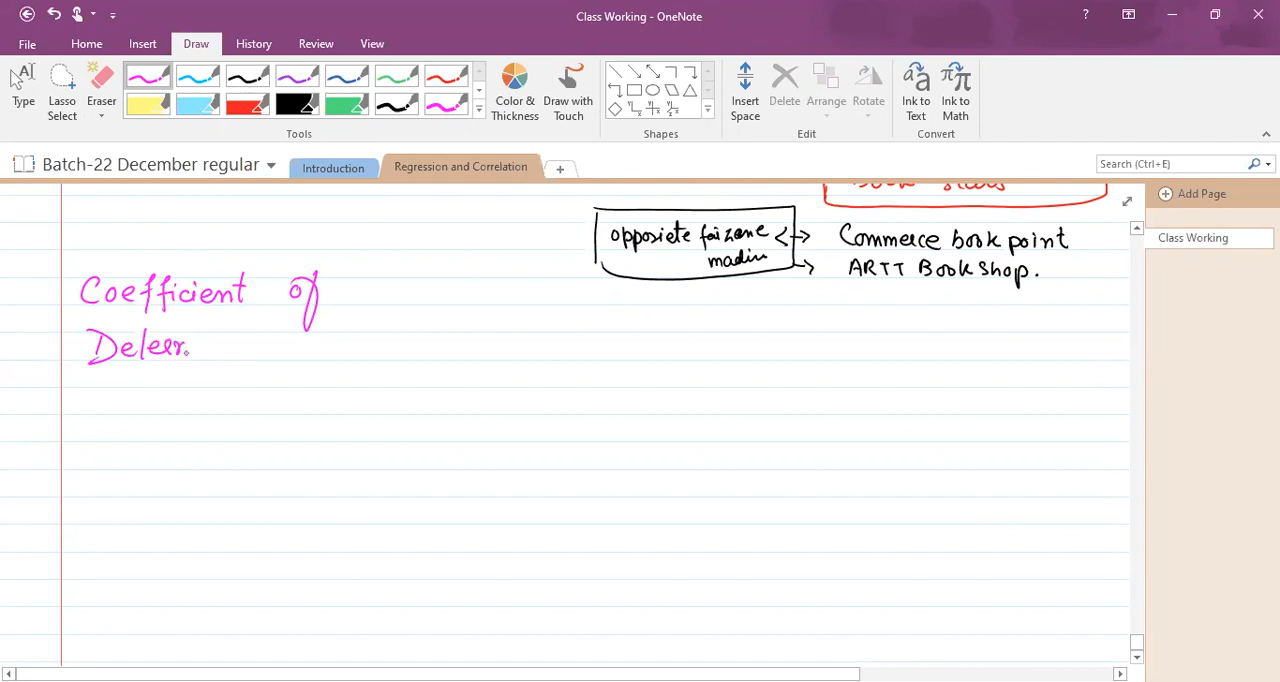 Class Working - OneNote
?
File Home Insert Draw History Review View
Type
Lasso Select
Eraser
Color & Thickness
Draw with Touch
Insert Space
Delete
Arrange
Rotate
Ink to Text
Ink to Math
Tools
Shapes
Edit
Convert
Batch-22 December regular
Introduction
Regression and Correlation
Search (Ctrl+E)
Add Page
Class Working
opposiete faizane madin
Commerce book point
ARTT Book Shop.
Coefficient of
Deler